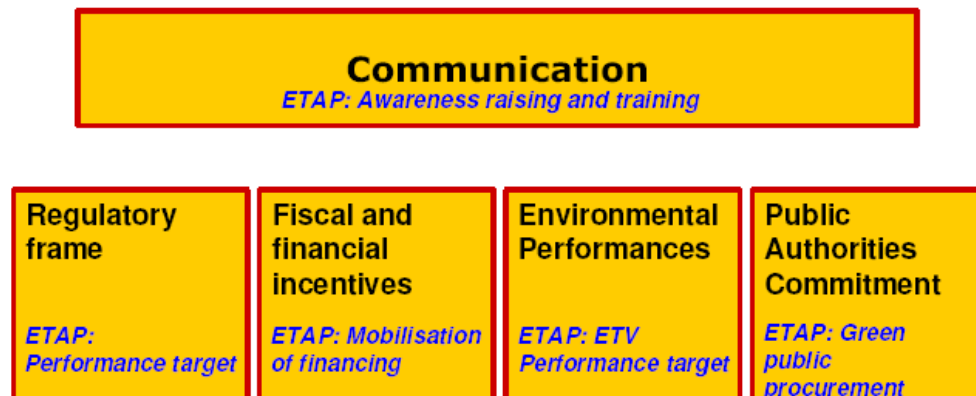 Communication
ETAP: Awareness raising and training
Regulatory
frame
ETAP:
Performance target
Fiscal and
financial
incentives
ETAP: Mobilisation
of financing
Environmental
Performances
ETAP: ETV
Performance target
Public
Authorities
Commitment
ETAP: Green
public
procurement